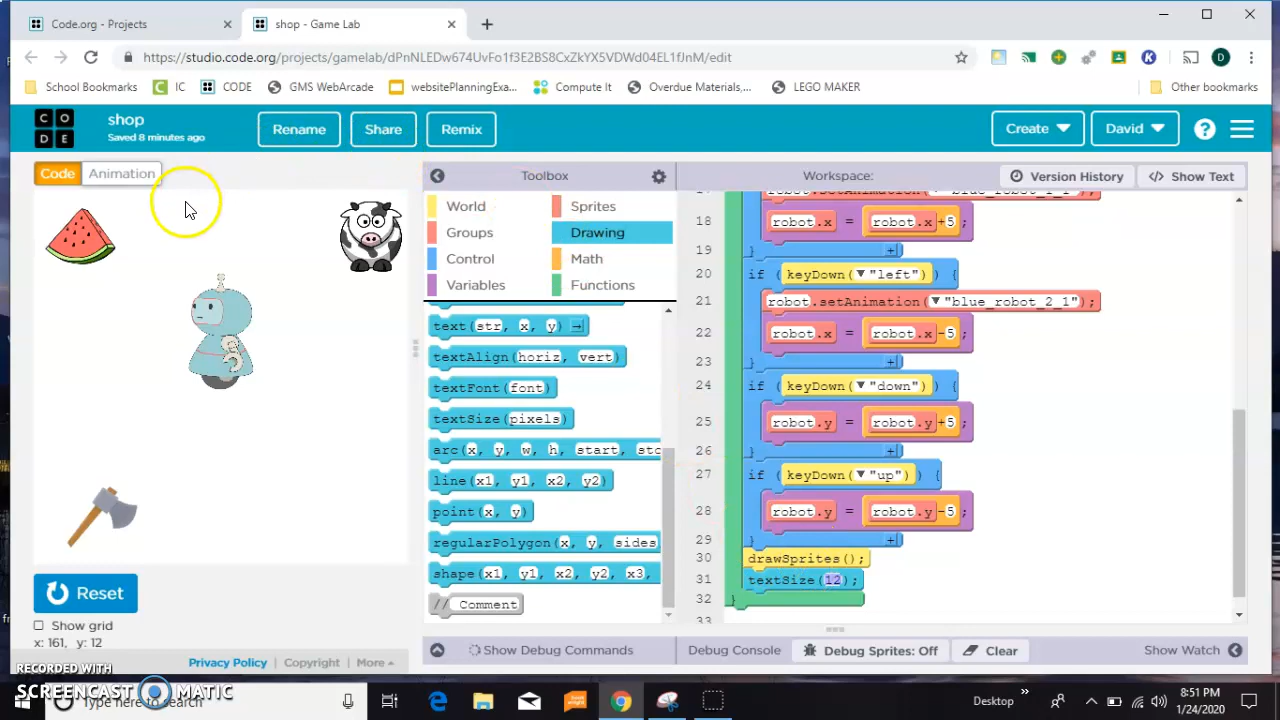 Code.org - Projects
shop - Game Lab
https://studio.code.org/projects/gamelab/dPnNLEDw674UvFo1f3E2BS8CxZkYX5VDWd04EL1fJnM/edit
D
School Bookmarks
IC
CODE
GMS WebArcade
websitePlanningExa...
Compute It
Overdue Materials,...
LEGO MAKER
Other bookmarks
C O
D E
shop
Saved 8 minutes ago
Rename
Share
Remix
Create
David
?
Code
Animation
Toolbox
Workspace:
Version History
</> Show Text
World
Sprites
Groups
Drawing
Control
Math
Variables
Functions
text(str, x, y)
textAlign(horiz, vert)
textFont(font)
textSize(pixels)
arc(x, y, w, h, start, sto
line(x1, y1, x2, y2)
point(x, y)
regularPolygon(x, y, sides,
shape(x1, y1, x2, y2, x3,
// Comment
18 robot.x = robot.x+5;
19 }
20 if (keyDown("left")) {
21 robot.setAnimation("blue_robot_2_1");
22 robot.x = robot.x-5;
23 }
24 if (keyDown("down")) {
25 robot.y = robot.y+5;
26 }
27 if (keyDown("up")) {
28 robot.y = robot.y-5;
29 }
30 drawSprites();
31 textSize(12);
32 }
33
Reset
Show grid
x: 161, y: 12
Privacy Policy
Copyright
More
Show Debug Commands
Debug Console
Debug Sprites: Off
Clear
Show Watch
RECORDED WITH
SCREENCAST MATIC
Type here to search
Desktop
8:51 PM
1/24/2020